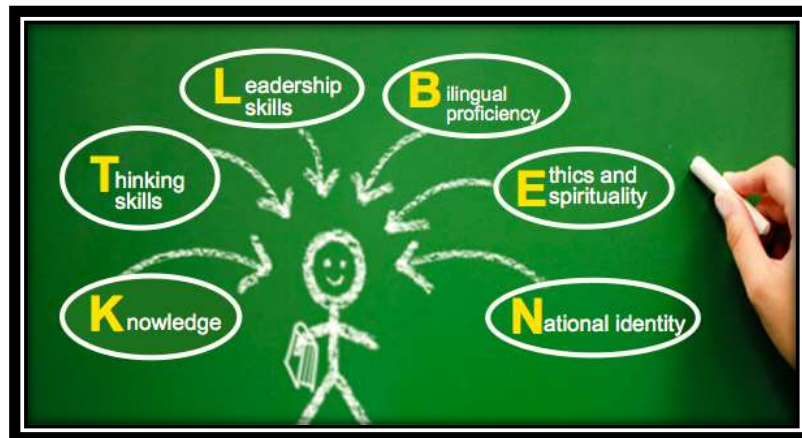 Leadership
skills
Bilingual
proficiency
Thinking
skills
Ethics and
spirituality
Knowledge
National identity